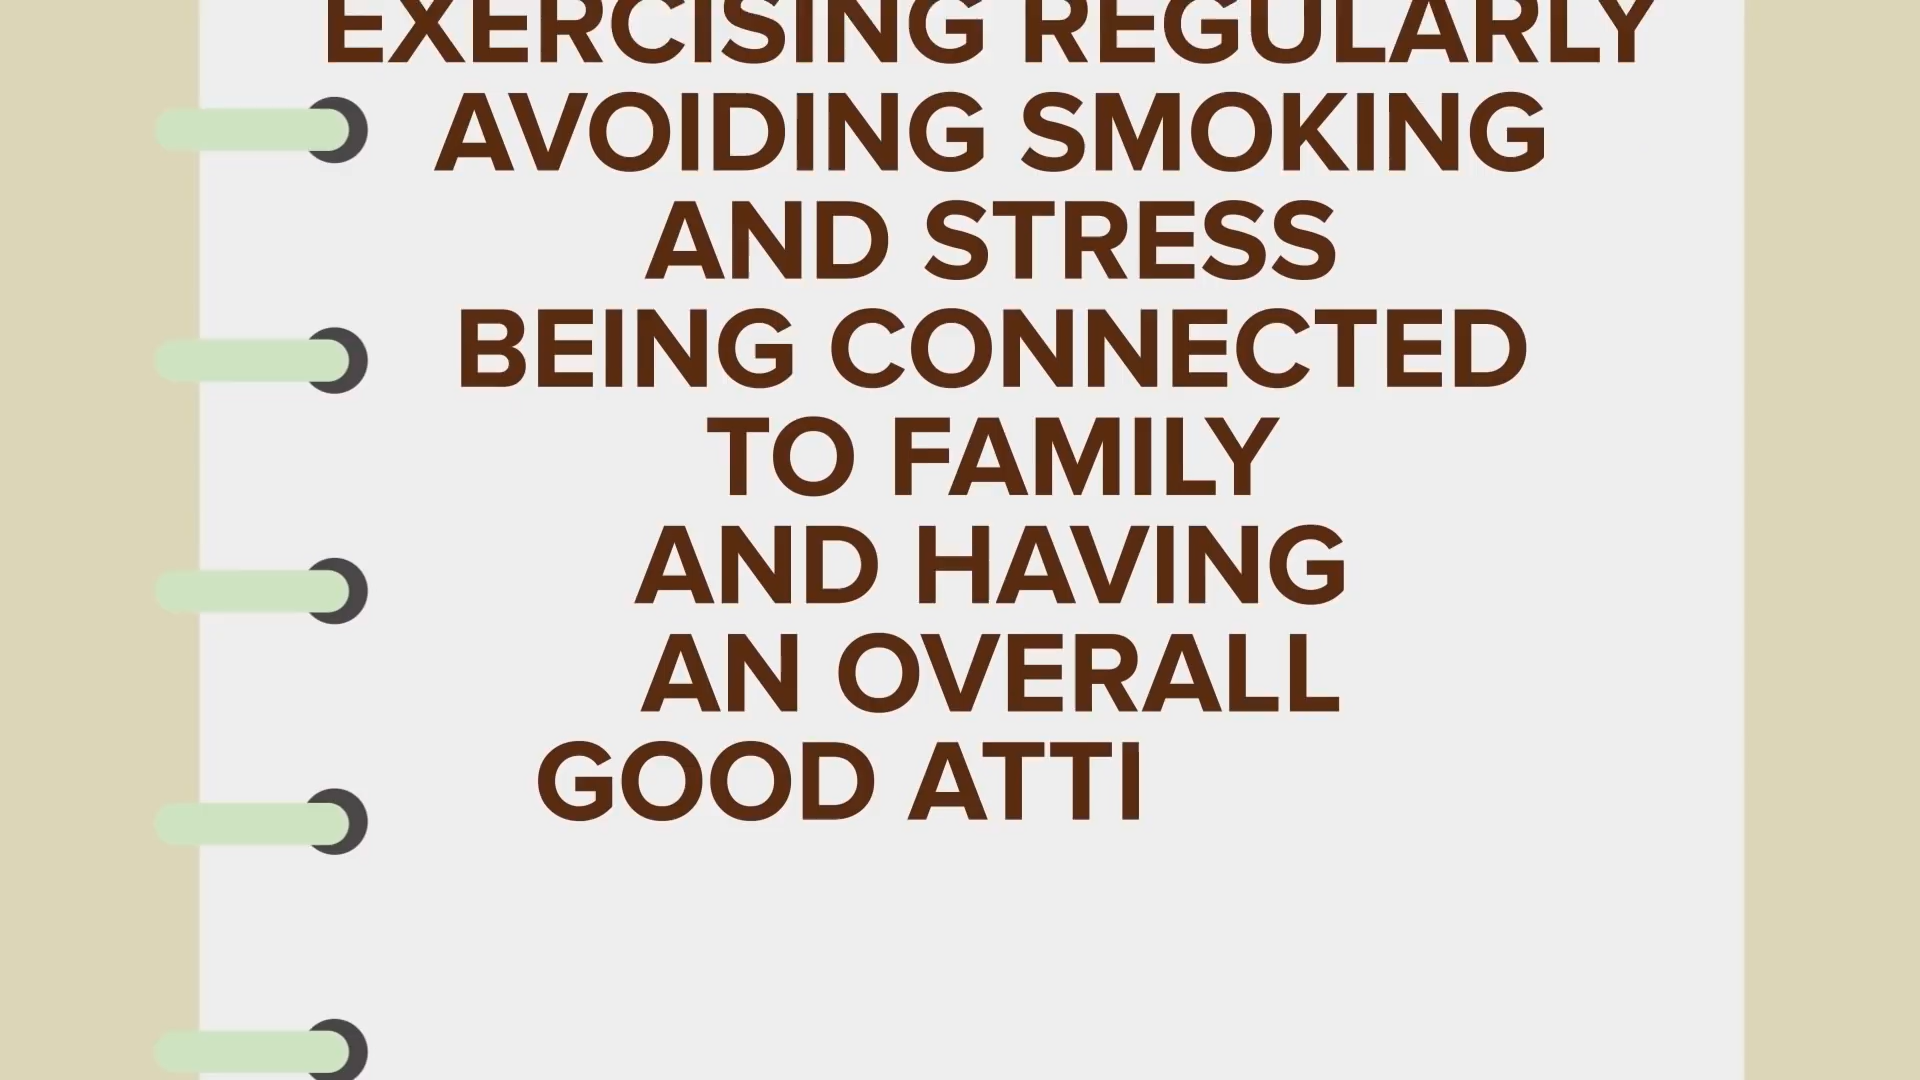 EXERCISING REGULARLY
AVOIDING SMOKING
AND STRESS
BEING CONNECTED
TO FAMILY
AND HAVING
AN OVERALL
GOOD ATTI